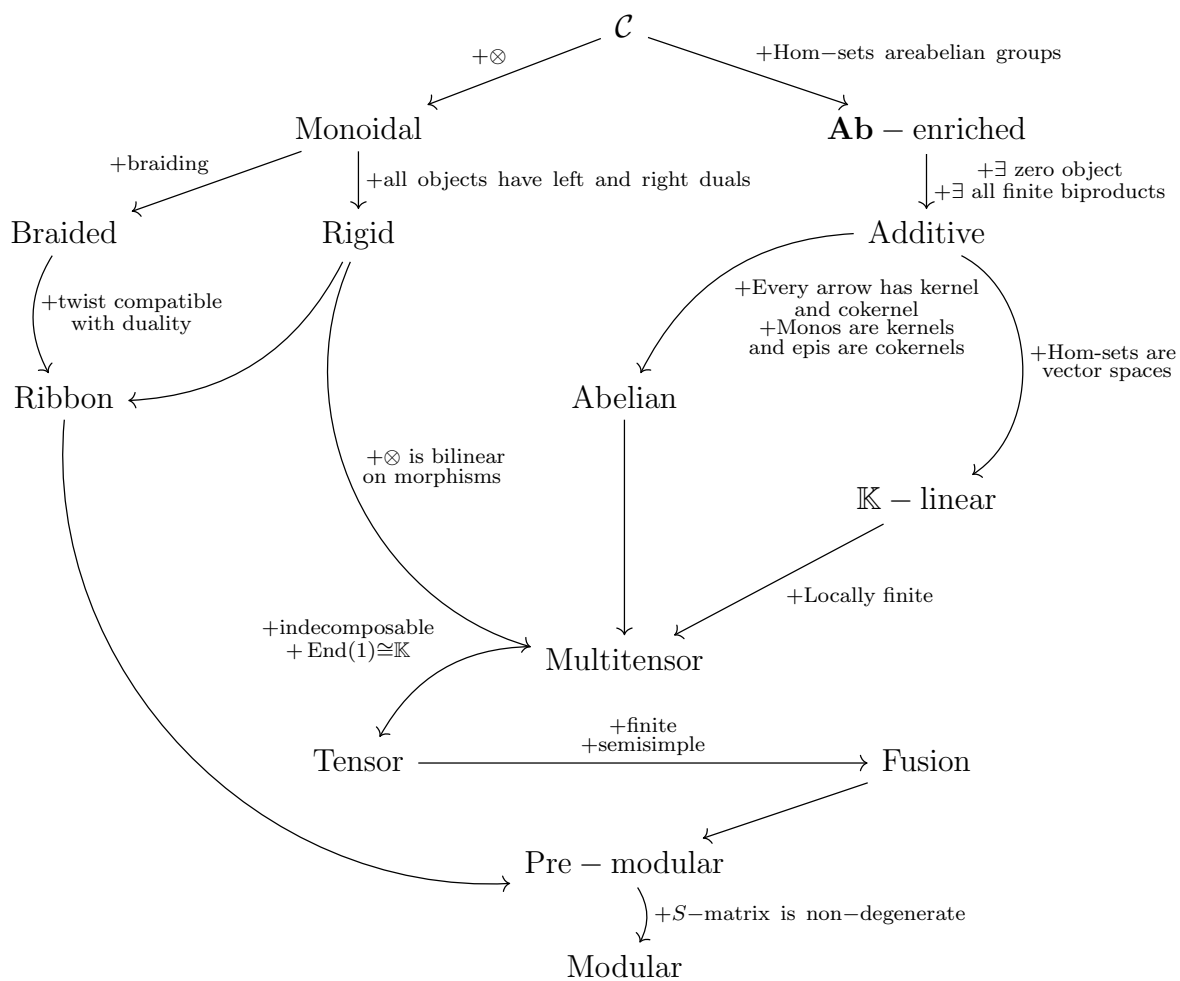 𝒞
+⊗
+Hom−sets areabelian groups
Monoidal
Ab − enriched
+braiding
+all objects have left and right duals
+∃ zero object
+∃ all finite biproducts
Braided
Rigid
Additive
+twist compatible
with duality
+Every arrow has kernel
and cokernel
+Monos are kernels
and epis are cokernels
+Hom-sets are
vector spaces
Ribbon
Abelian
+⊗ is bilinear
on morphisms
𝕂 − linear
+Locally finite
+indecomposable
+ End(1)≅𝕂
Multitensor
+finite
+semisimple
Tensor
Fusion
Pre − modular
+S−matrix is non−degenerate
Modular